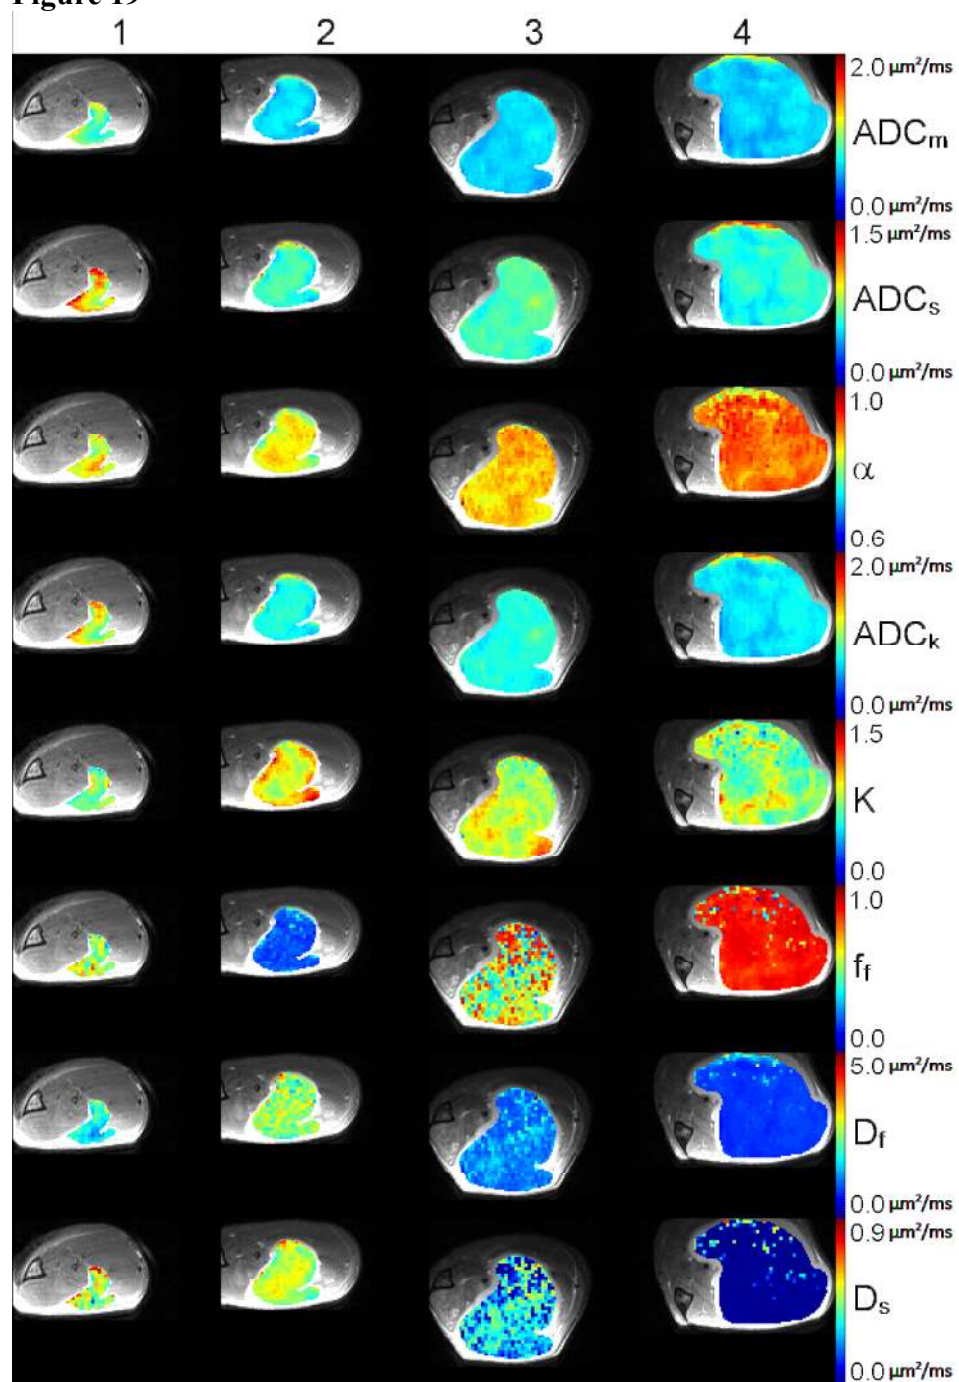 Figure 19
1 2 3 4
2.0 µm²/ms
ADCm
0.0 µm²/ms
1.5 µm²/ms
ADCs
0.0 µm²/ms
1.0
α
0.6
2.0 µm²/ms
ADCk
0.0 µm²/ms
1.5
K
0.0
1.0
ff
0.0
5.0 µm²/ms
Df
0.0 µm²/ms
0.9 µm²/ms
Ds
0.0 µm²/ms